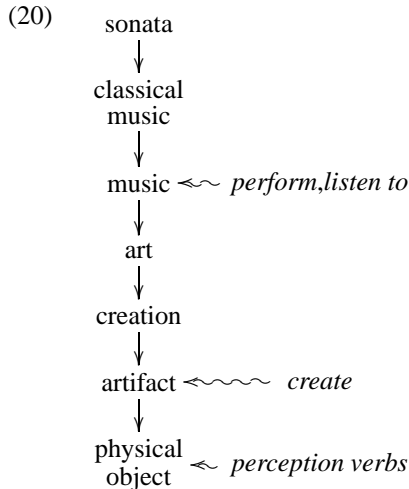 (20) sonata
classical
music
music perform,listen to
art
creation
artifact create
physical
object perception verbs